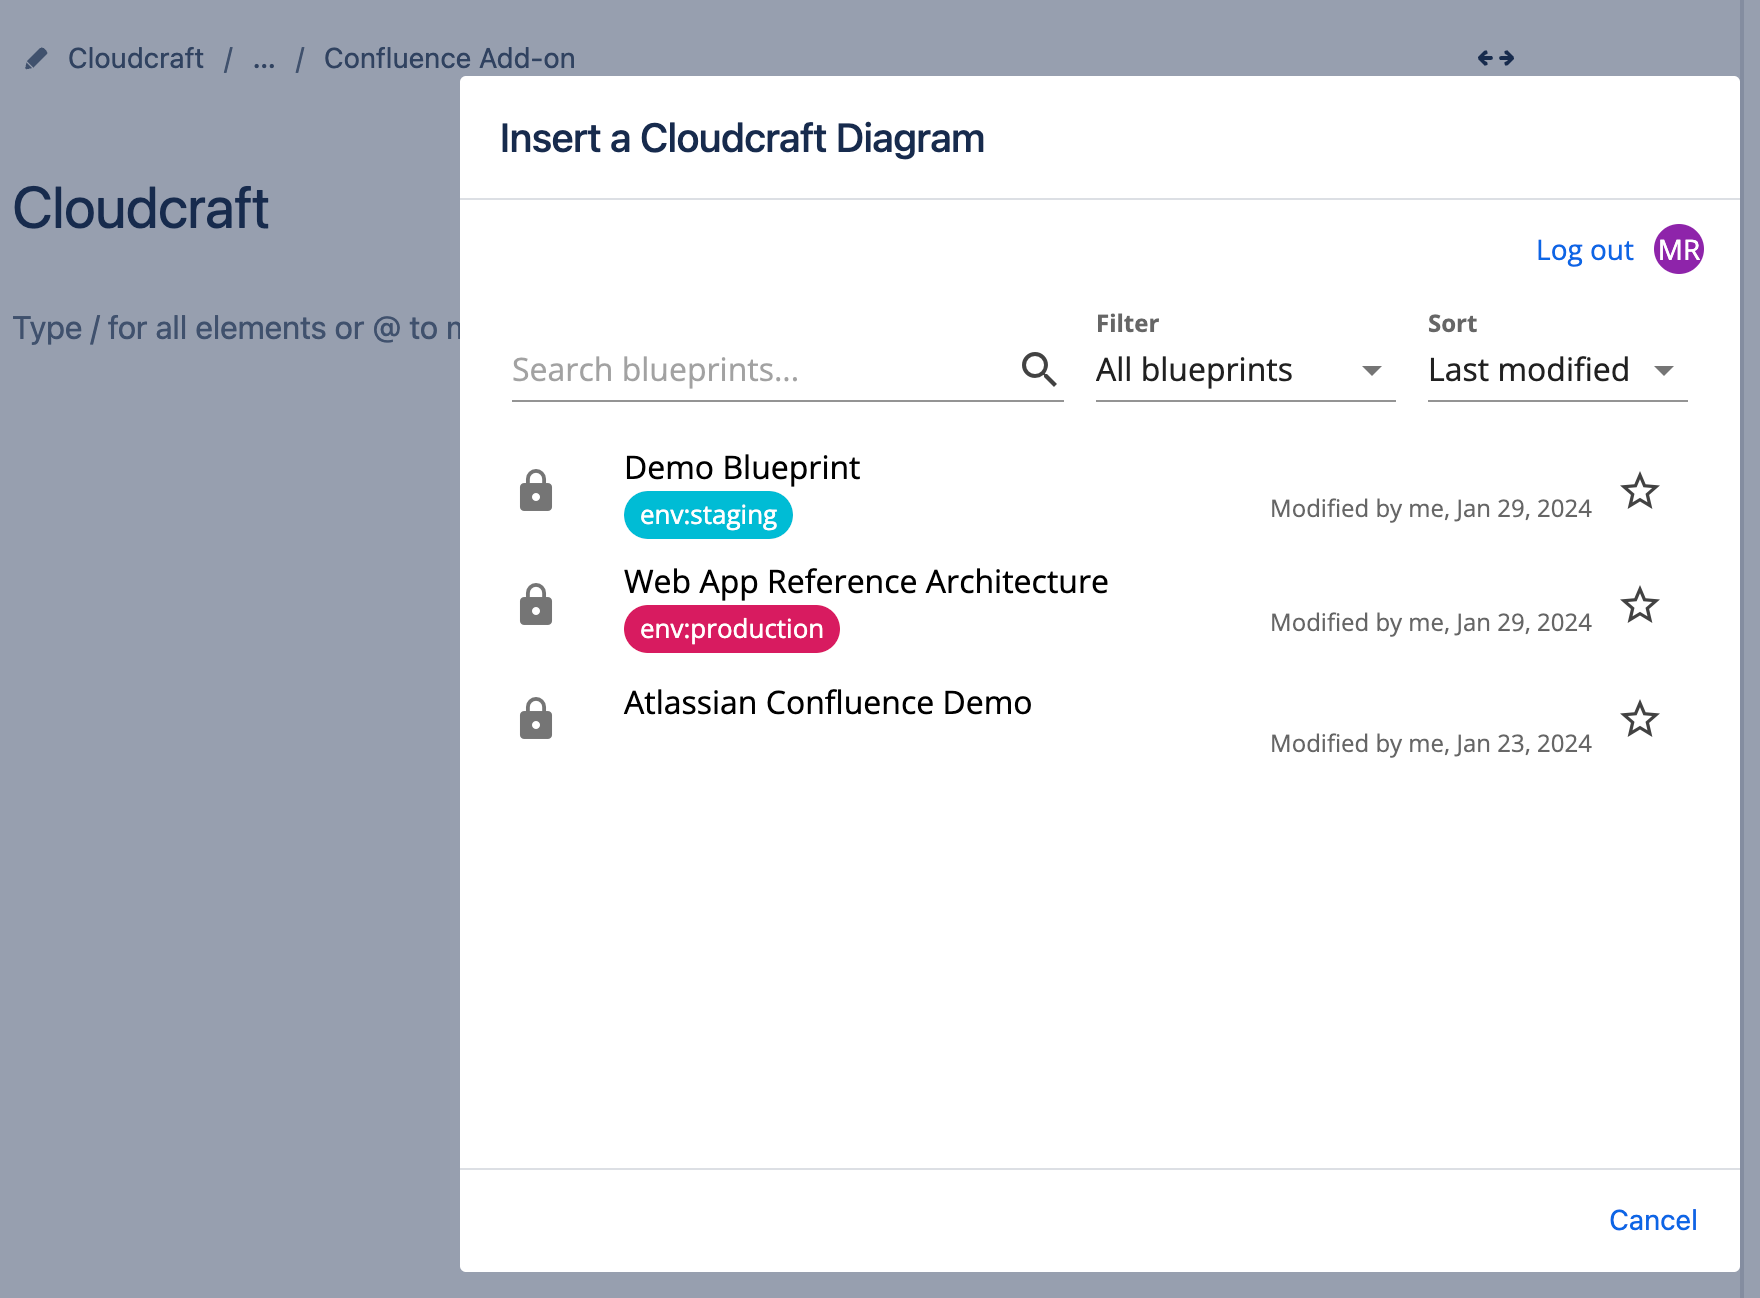 Cloudcraft / ... / Confluence Add-on
Insert a Cloudcraft Diagram
Cloudcraft
Log out MR
Type / for all elements or @ to
Filter
Sort
Search blueprints...
All blueprints
Last modified
Demo Blueprint
env:staging
Modified by me, Jan 29, 2024
Web App Reference Architecture
env:production
Modified by me, Jan 29, 2024
Atlassian Confluence Demo
Modified by me, Jan 23, 2024
Cancel